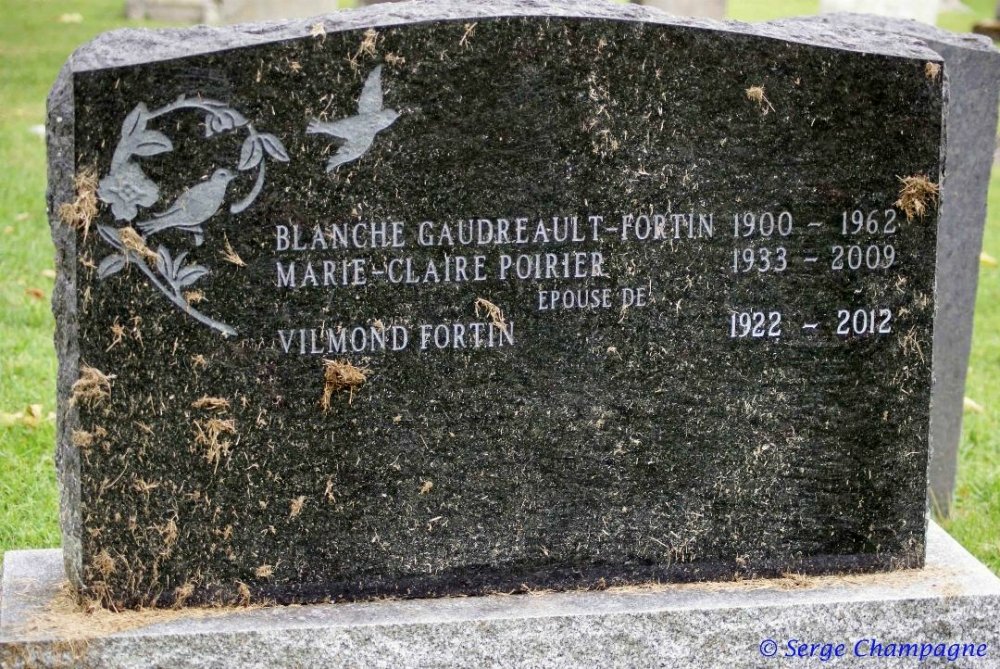 BLANCHE GAUDREAULT-FORTIN 1900 - 1962
MARIE-CLAIRE POIRIER 1933 - 2009
EPOUSE DE
VILMOND FORTIN 1922 - 2012
© Serge Champagne